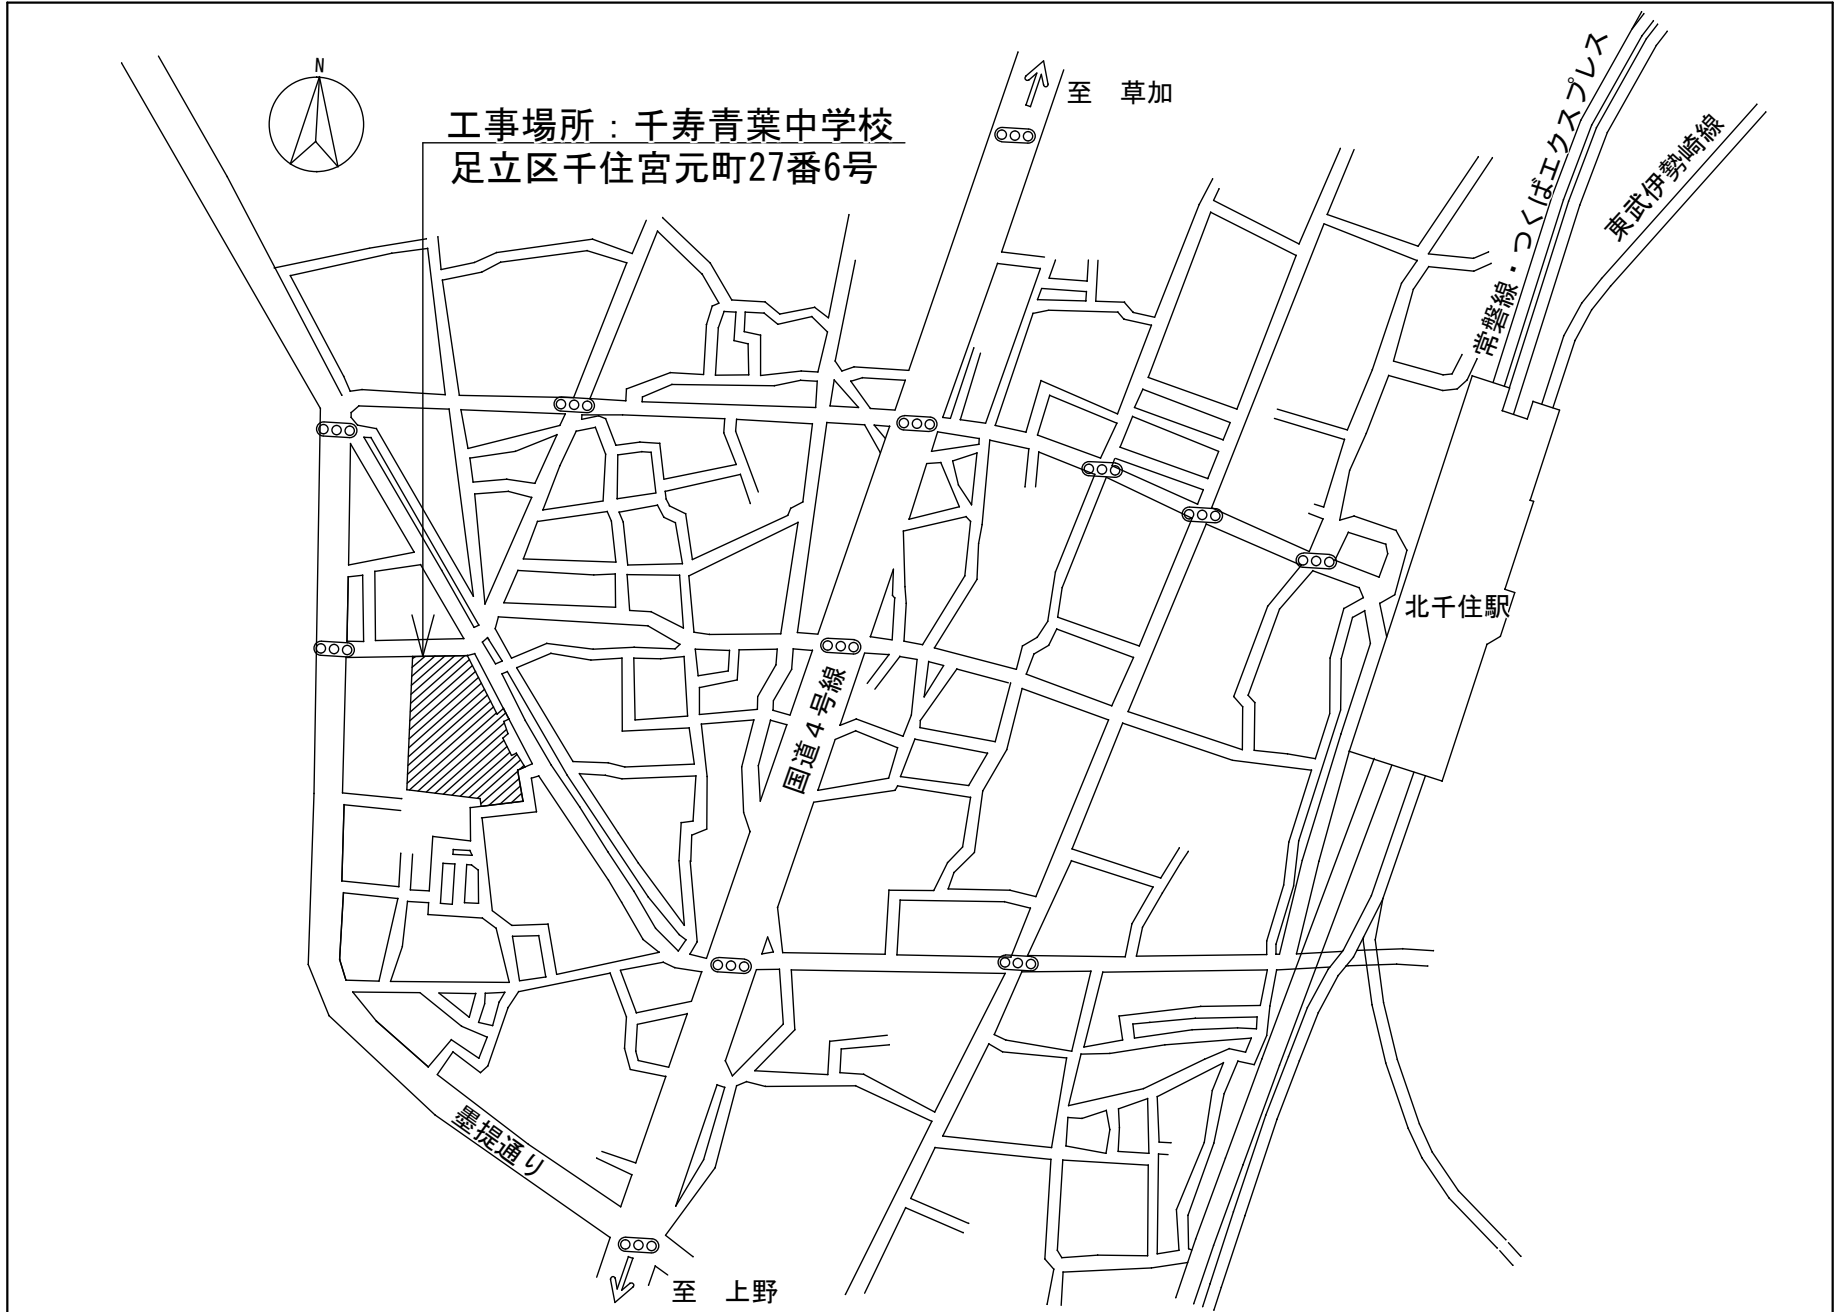 N
工事場所：千寿青葉中学校
足立区千住宮元町27番6号
至　草加
常磐線・つくばエクスプレス
東武伊勢崎線
北千住駅
国道4号線
墨提通り
至　上野